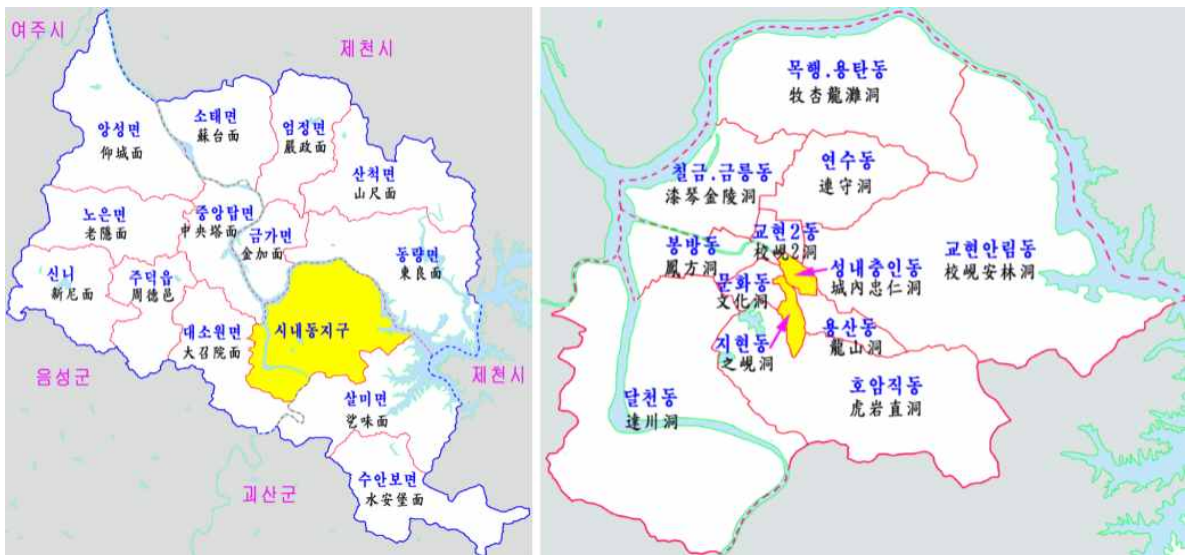 여주시
제천시
소태면
蘇台面
엄정면
嚴政面
앙성면
仰城面
산척면
山尺面
노은면
老隱面
중앙탑면
中央塔面
금가면
金加面
동량면
東良面
신니
新尼面
주덕읍
周德邑
대소원면
大召院面
시내동지구
음성군
제천시
살미면
乷味面
수안보면
水安堡面
괴산군
목행.용탄동
牧杏龍灘洞
연수동
連守洞
칠금.금릉동
漆琴金陵洞
교현2동
校峴2洞
봉방동
鳳方洞
교현안림동
校峴安林洞
성내충인동
城內忠仁洞
문화동
文化洞
용산동
龍山洞
지현동
之峴洞
호암직동
虎岩直洞
달천동
達川洞